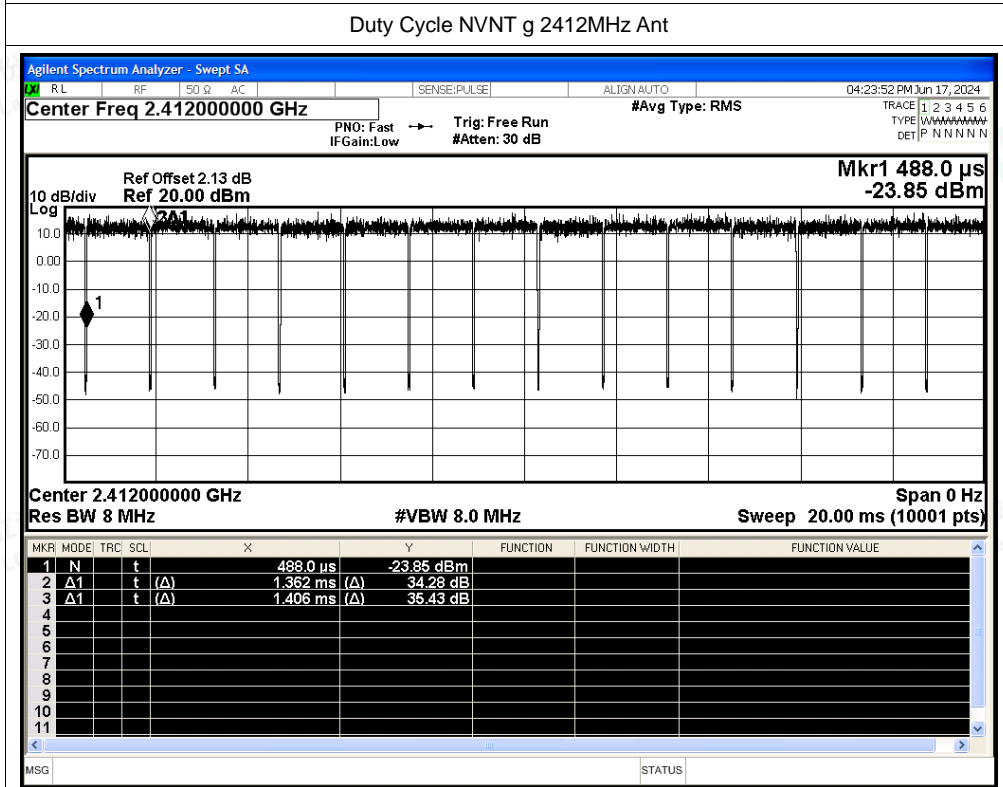 Duty Cycle NVNT g 2412MHz Ant
Agilent Spectrum Analyzer - Swept SA
LXI RL RF 50 Ω AC SENSE:PULSE ALIGN AUTO 04:23:52 PM Jun 17, 2024
Center Freq 2.412000000 GHz #Avg Type: RMS TRACE 1 2 3 4 5 6
PNO: Fast Trig: Free Run TYPE WWWWWW
IFGain:Low #Atten: 30 dB DET P N N N N N
Mkr1 488.0 µs
Ref Offset 2.13 dB
10 dB/div Ref 20.00 dBm -23.85 dBm
Log
3Δ1
10.0
0.00
-10.0
1
-20.0
-30.0
-40.0
-50.0
-60.0
-70.0
Center 2.412000000 GHz Span 0 Hz
Res BW 8 MHz #VBW 8.0 MHz Sweep 20.00 ms (10001 pts)
MKR MODE TRC SCL X Y FUNCTION FUNCTION WIDTH FUNCTION VALUE
1 N t 488.0 µs -23.85 dBm
2 Δ1 t (Δ) 1.362 ms (Δ) 34.28 dB
3 Δ1 t (Δ) 1.406 ms (Δ) 35.43 dB
4
5
6
7
8
9
10
11
MSG STATUS